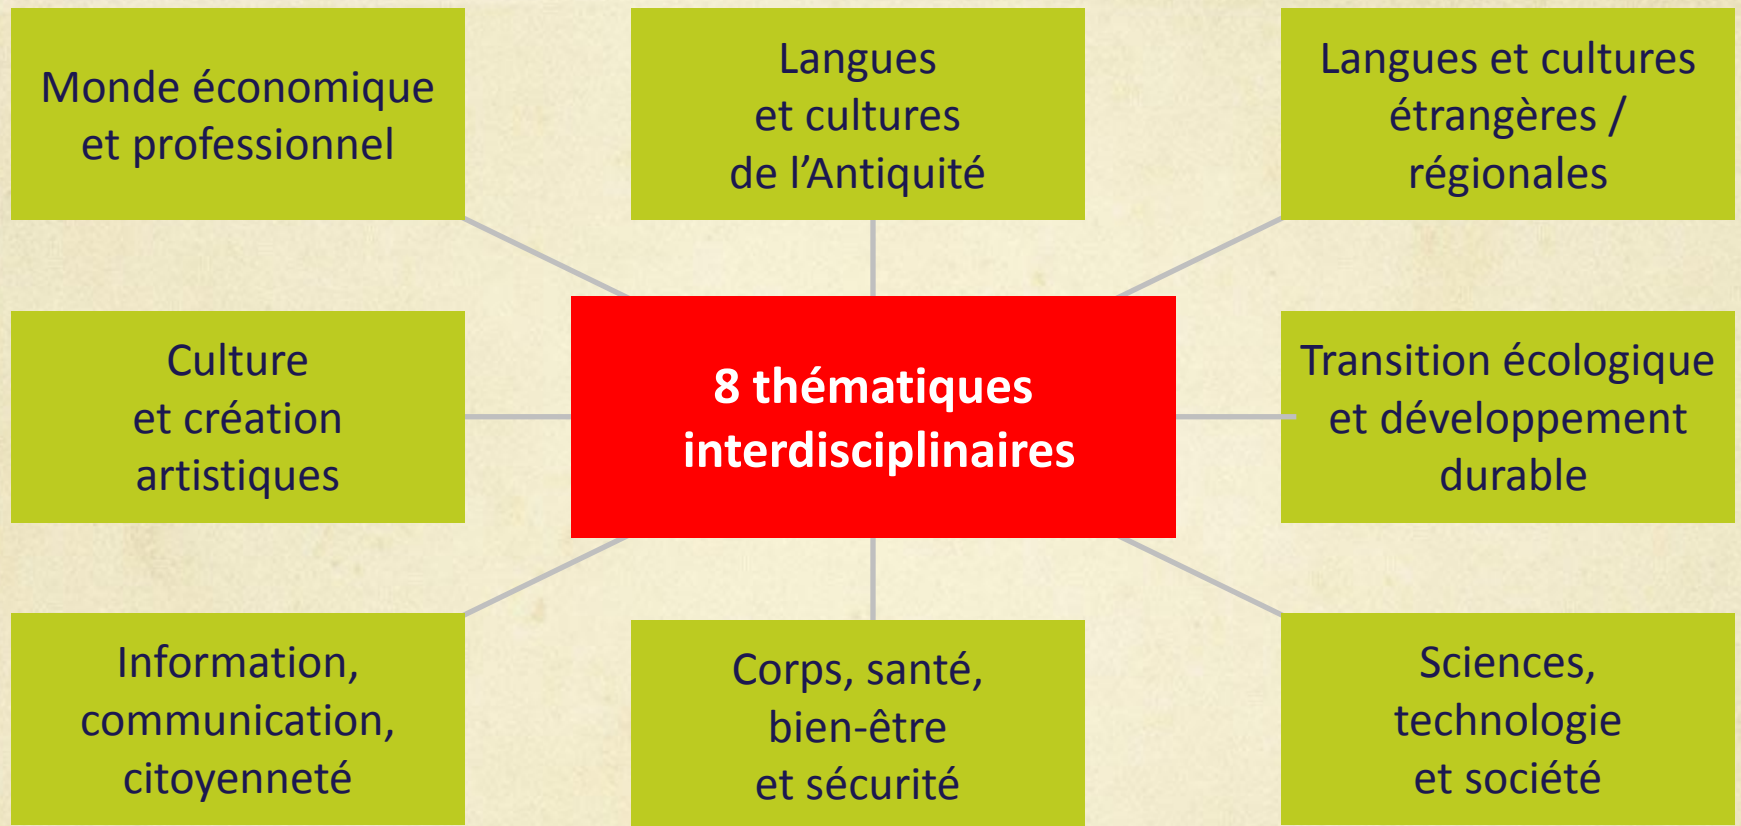 Monde économique
et professionnel
Langues
et cultures
de l’Antiquité
Langues et cultures
étrangères /
régionales
Culture
et création
artistiques
8 thématiques
interdisciplinaires
Transition écologique
et développement
durable
Information,
communication,
citoyenneté
Corps, santé,
bien-être
et sécurité
Sciences,
technologie
et société